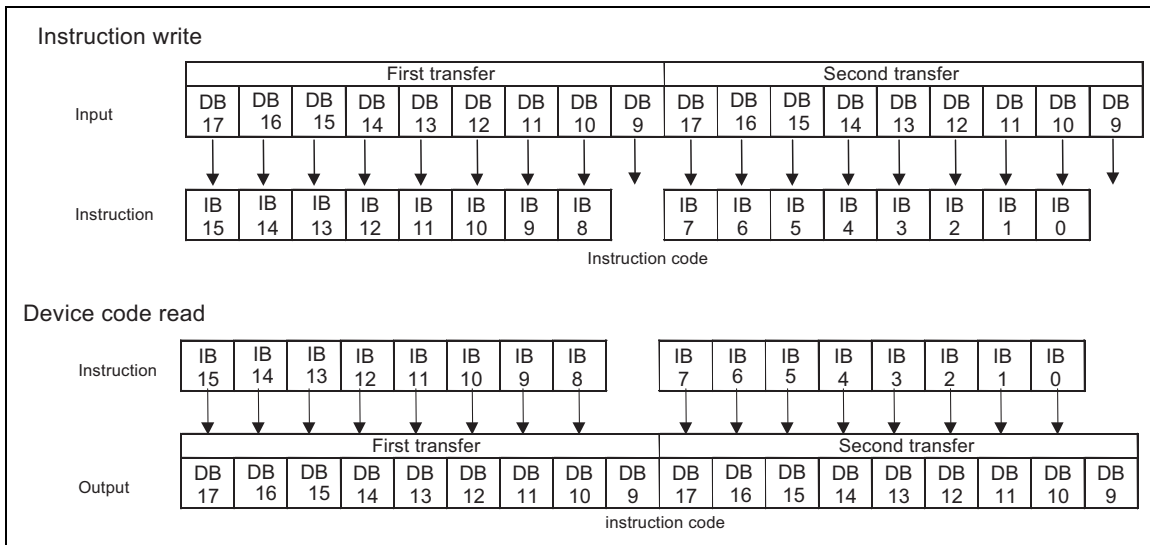 Instruction write
First transfer Second transfer
Input DB 17 DB 16 DB 15 DB 14 DB 13 DB 12 DB 11 DB 10 DB 9 DB 17 DB 16 DB 15 DB 14 DB 13 DB 12 DB 11 DB 10 DB 9
Instruction IB 15 IB 14 IB 13 IB 12 IB 11 IB 10 IB 9 IB 8 IB 7 IB 6 IB 5 IB 4 IB 3 IB 2 IB 1 IB 0
Instruction code
Device code read
Instruction IB 15 IB 14 IB 13 IB 12 IB 11 IB 10 IB 9 IB 8 IB 7 IB 6 IB 5 IB 4 IB 3 IB 2 IB 1 IB 0
First transfer Second transfer
Output DB 17 DB 16 DB 15 DB 14 DB 13 DB 12 DB 11 DB 10 DB 9 DB 17 DB 16 DB 15 DB 14 DB 13 DB 12 DB 11 DB 10 DB 9
instruction code